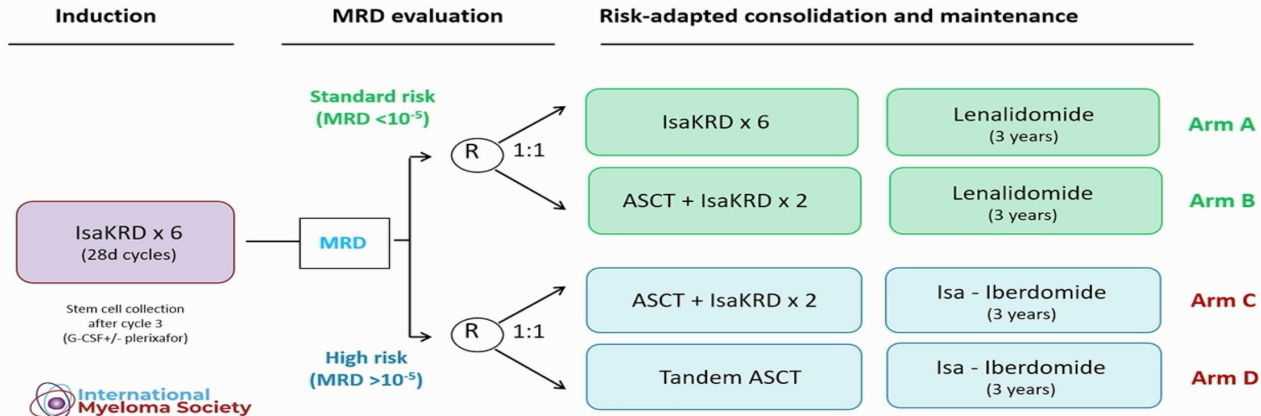 Induction
MRD evaluation
Risk-adapted consolidation and maintenance
IsaKRD x 6
(28d cycles)
Stem cell collection
after cycle 3
(G-CSF+/- plerixafor)
MRD
Standard risk
(MRD <10⁻⁵)
R
1:1
IsaKRD x 6
Lenalidomide
(3 years)
Arm A
ASCT + IsaKRD x 2
Lenalidomide
(3 years)
Arm B
High risk
(MRD >10⁻⁵)
R
1:1
ASCT + IsaKRD x 2
Isa - Iberdomide
(3 years)
Arm C
Tandem ASCT
Isa - Iberdomide
(3 years)
Arm D
International
Myeloma Society